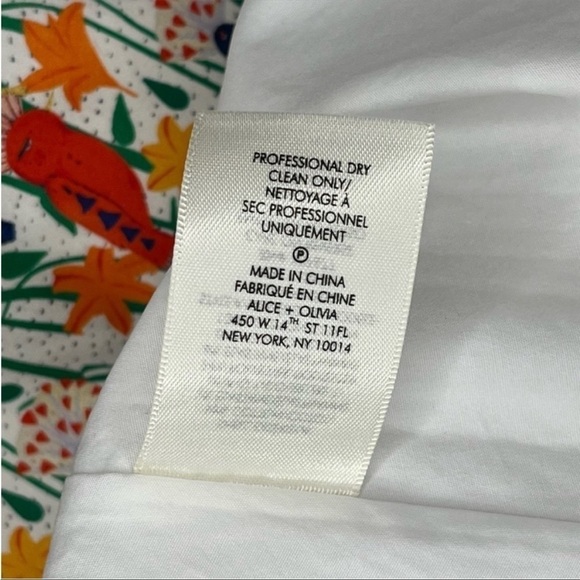 PROFESSIONAL DRY
CLEAN ONLY/
NETTOYAGE À
SEC PROFESSIONNEL
UNIQUEMENT
Ⓟ
MADE IN CHINA
FABRIQUÉ EN CHINE
ALICE + OLIVIA
450 W 14TH ST 11FL
NEW YORK, NY 10014